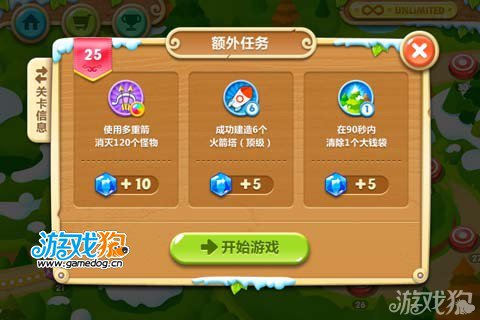 UNLIMITED
额外任务
25
关卡信息
使用多重箭
消灭120个怪物
+10
成功建造6个
火箭塔（顶级）
6
+5
在90秒内
清除1个大钱袋
1
+5
开始游戏
游戏狗
www.gamedog.cn
游戏狗
21
26
30